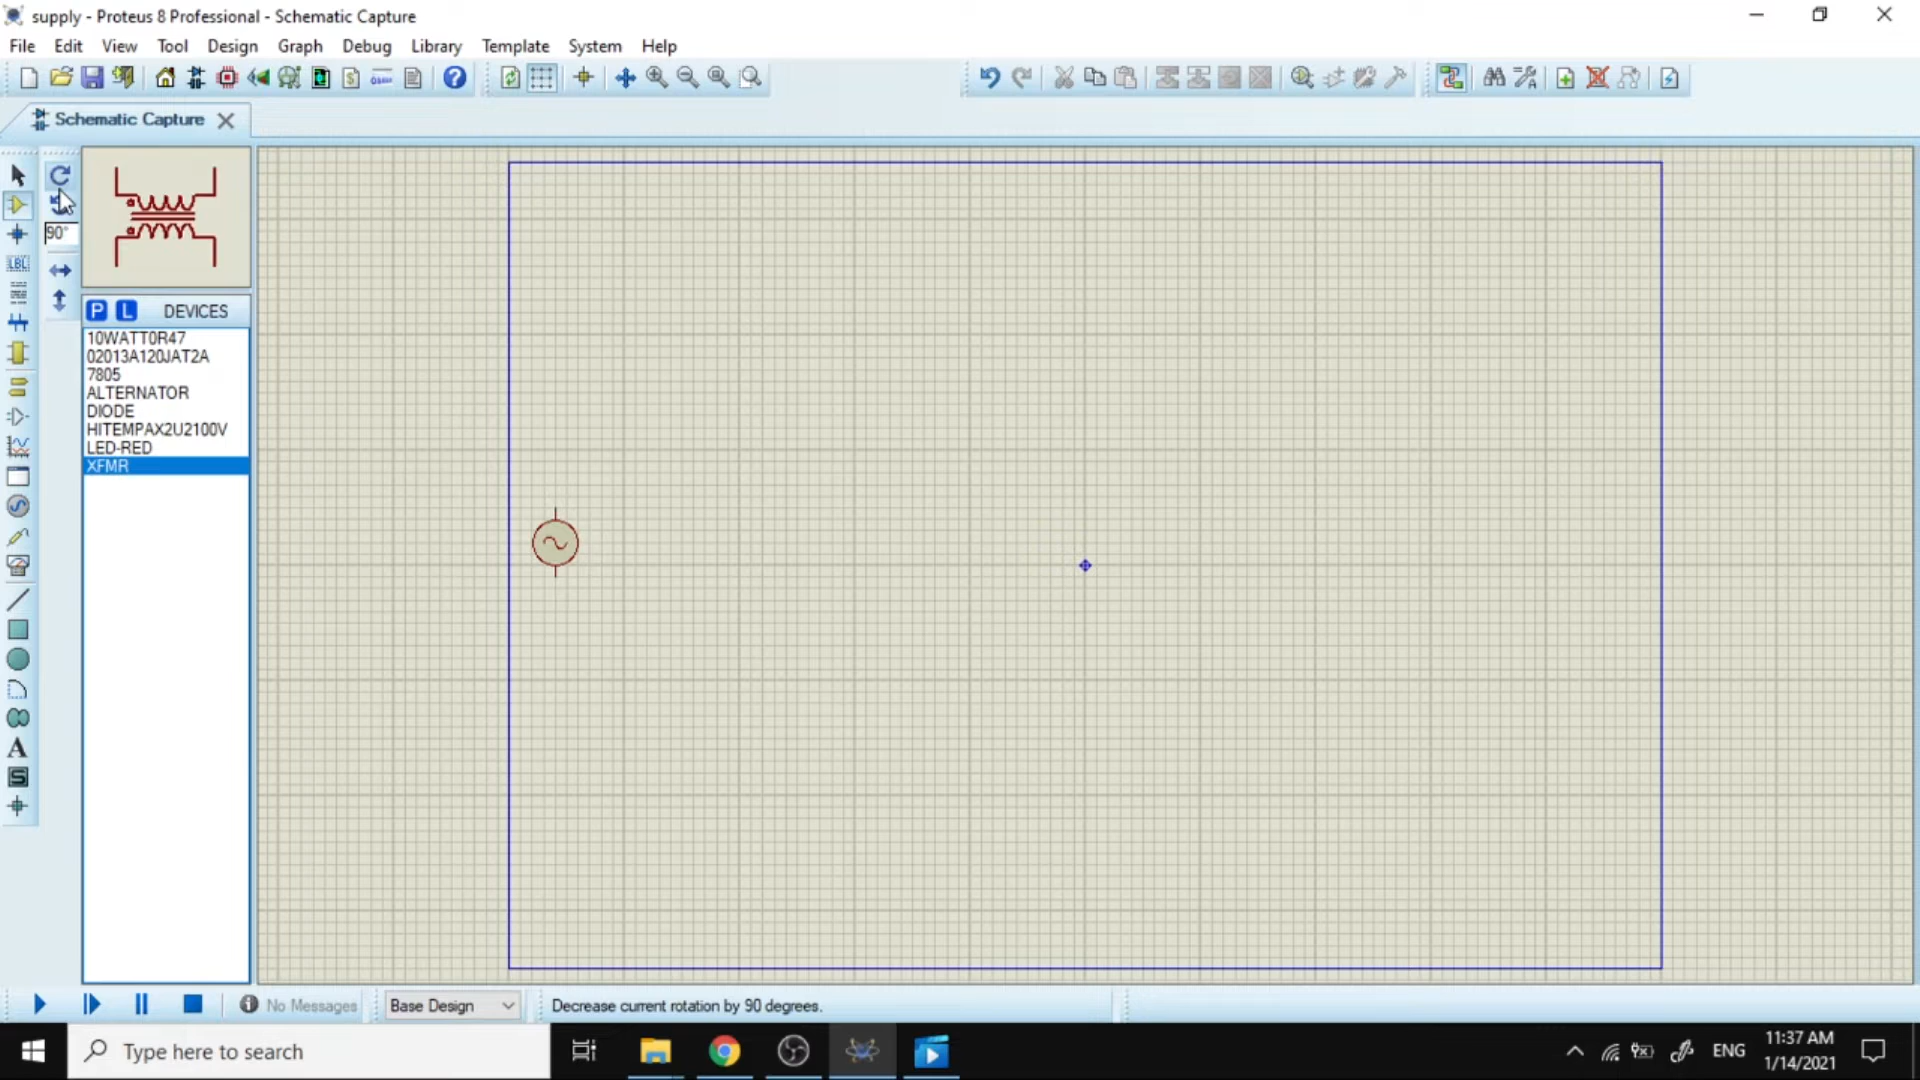 supply - Proteus 8 Professional - Schematic Capture
File Edit View Tool Design Graph Debug Library Template System Help
Schematic Capture
90°
LBL
P L DEVICES
10WATT0R47
02013A120JAT2A
7805
ALTERNATOR
DIODE
HITEMPAX2U2100V
LED-RED
XFMR
A
S
No Messages Base Design Decrease current rotation by 90 degrees.
Type here to search
ENG
11:37 AM
1/14/2021